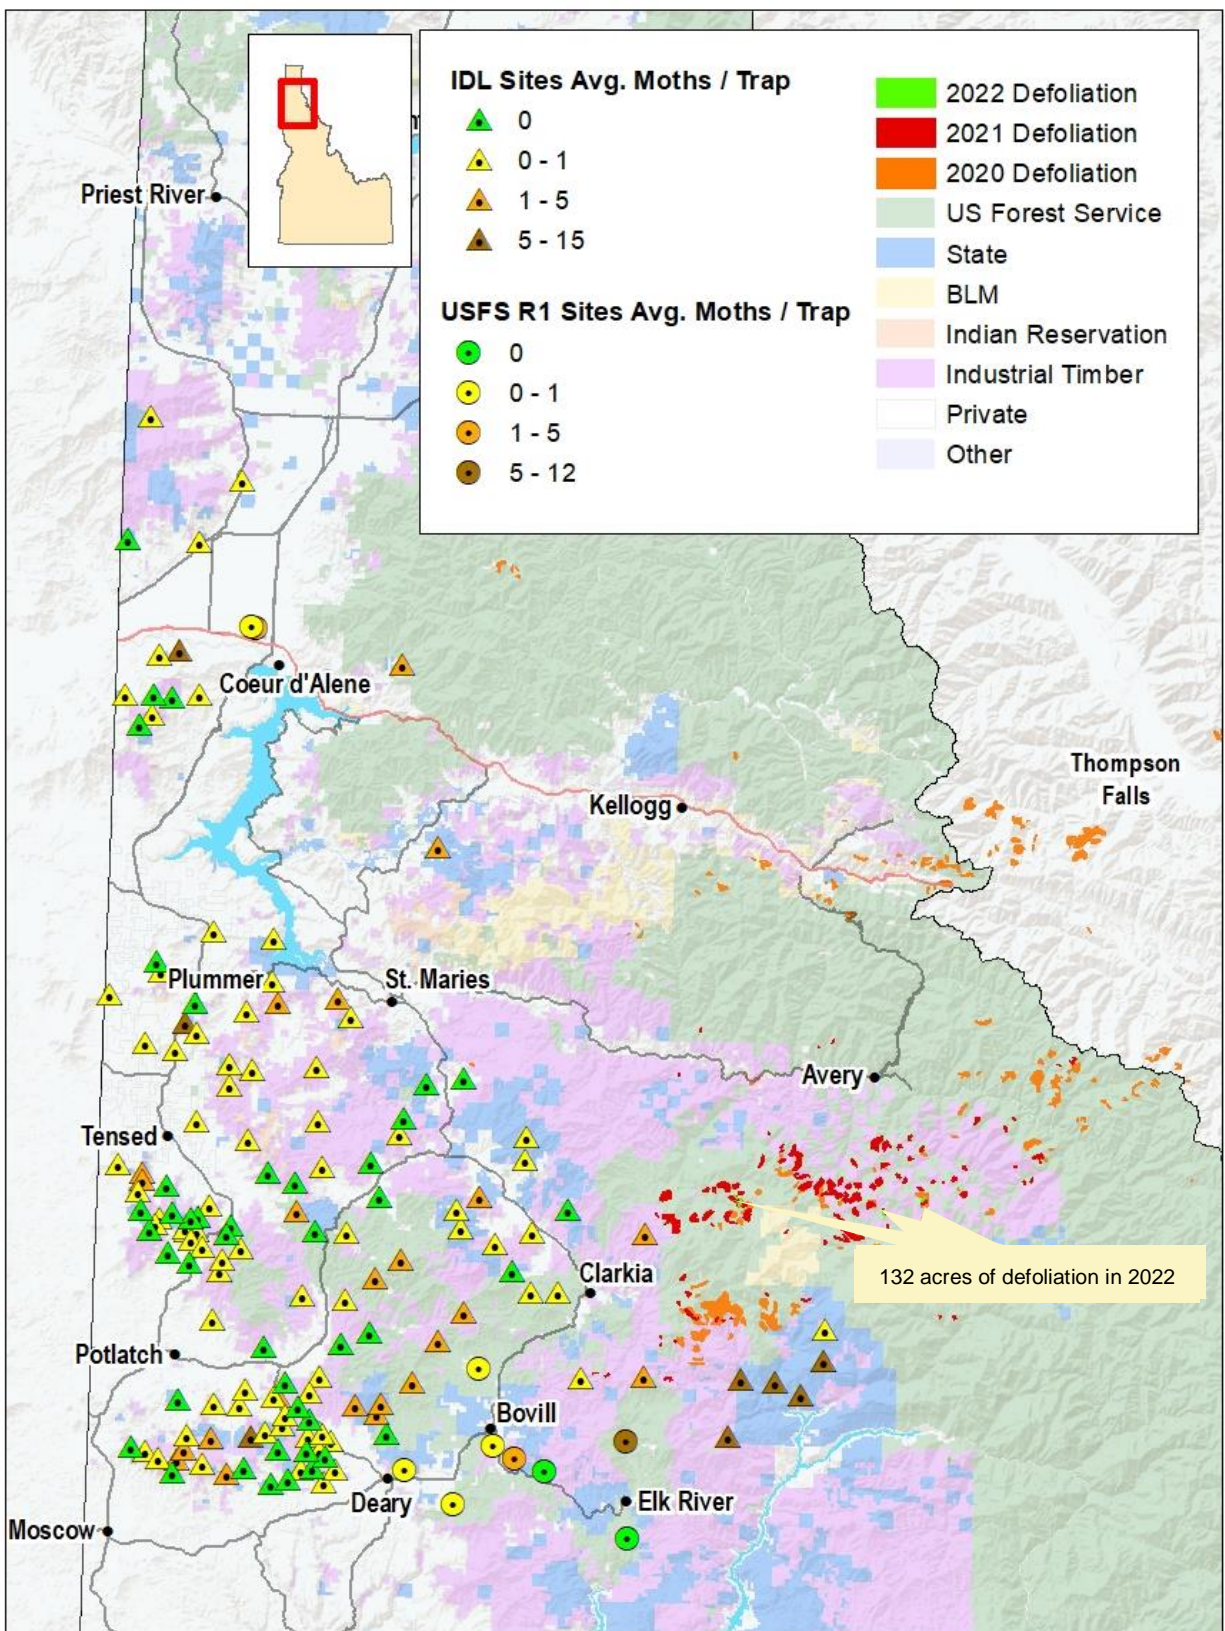 IDL Sites Avg. Moths / Trap
0
0 - 1
1 - 5
5 - 15
USFS R1 Sites Avg. Moths / Trap
0
0 - 1
1 - 5
5 - 12
2022 Defoliation
2021 Defoliation
2020 Defoliation
US Forest Service
State
BLM
Indian Reservation
Industrial Timber
Private
Other
Priest River
Coeur d'Alene
Kellogg
Thompson
Falls
Plummer
St. Maries
Avery
Tensed
Clarkia
132 acres of defoliation in 2022
Potlatch
Bovill
Deary
Elk River
Moscow